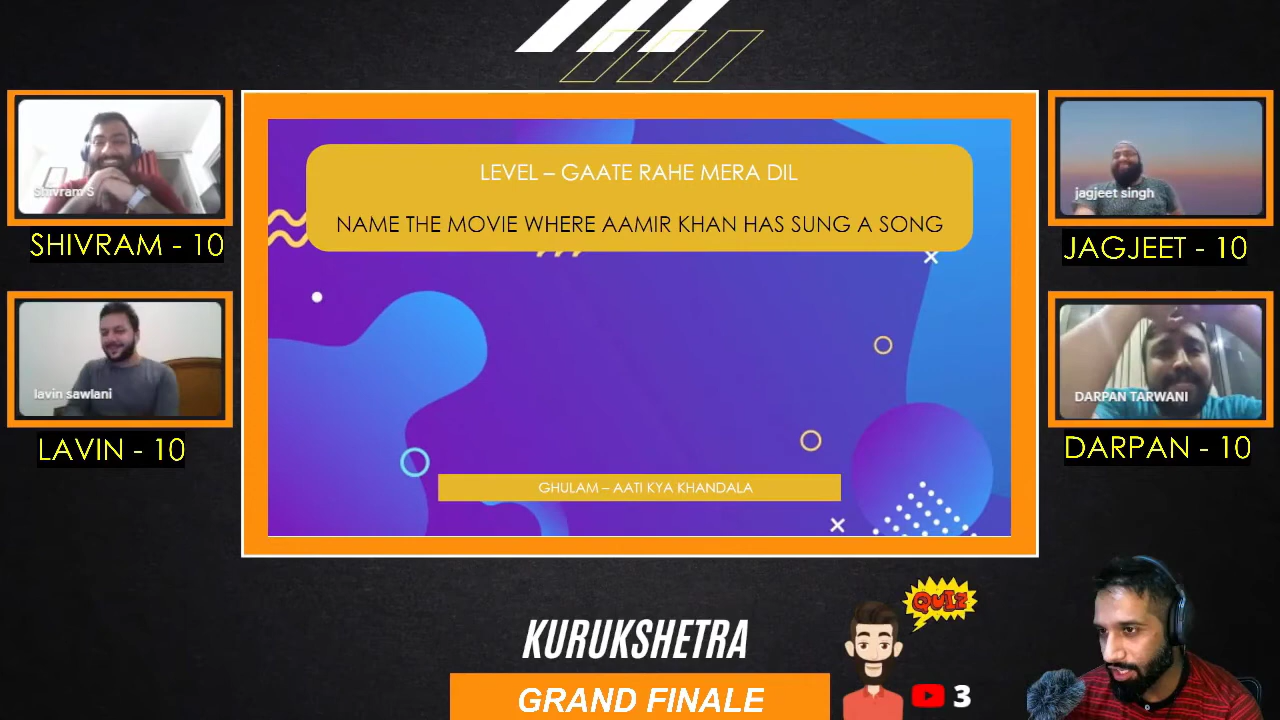 Shivram S
SHIVRAM - 10
lavin sawlani
LAVIN - 10
LEVEL – GAATE RAHE MERA DIL
NAME THE MOVIE WHERE AAMIR KHAN HAS SUNG A SONG
GHULAM – AATI KYA KHANDALA
jagjeet singh
JAGJEET - 10
DARPAN TARWANI
DARPAN - 10
KURUKSHETRA
GRAND FINALE
QUIZ
3